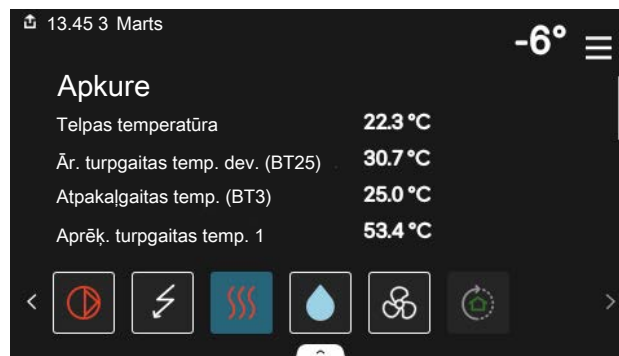 13.45 3 Marts
-6°
Apkure
Telpas temperatūra 22.3 °C
Ār. turpgaitas temp. dev. (BT25) 30.7 °C
Atpakaļgaitas temp. (BT3) 25.0 °C
Aprēķ. turpgaitas temp. 1 53.4 °C